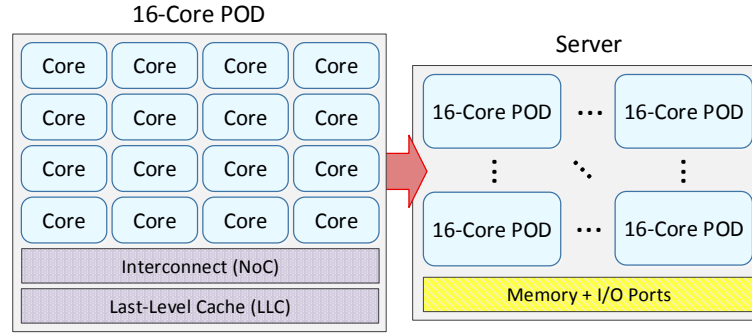 16-Core POD
Core Core Core Core
Core Core Core Core
Core Core Core Core
Core Core Core Core
Interconnect (NoC)
Last-Level Cache (LLC)
Server
16-Core POD ... 16-Core POD
16-Core POD ... 16-Core POD
Memory + I/O Ports